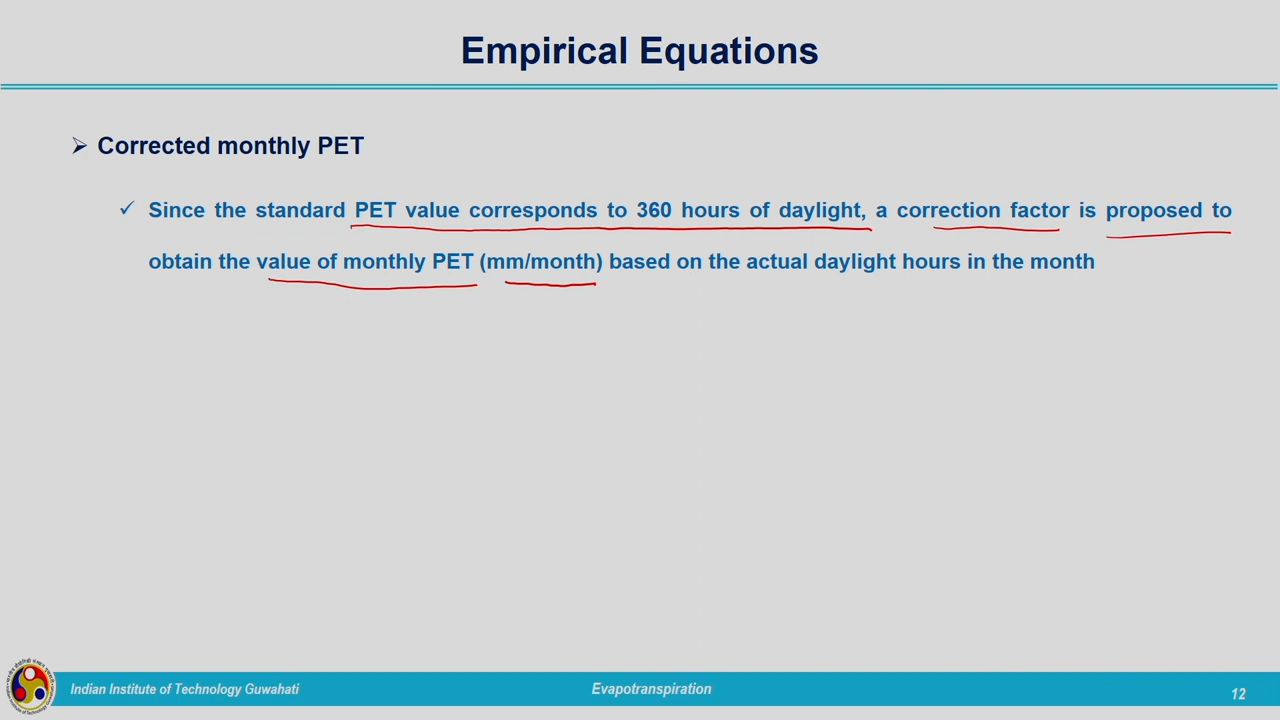 Empirical Equations
➢ Corrected monthly PET
✓ Since the standard PET value corresponds to 360 hours of daylight, a correction factor is proposed to
obtain the value of monthly PET (mm/month) based on the actual daylight hours in the month
Indian Institute of Technology Guwahati
Evapotranspiration
12